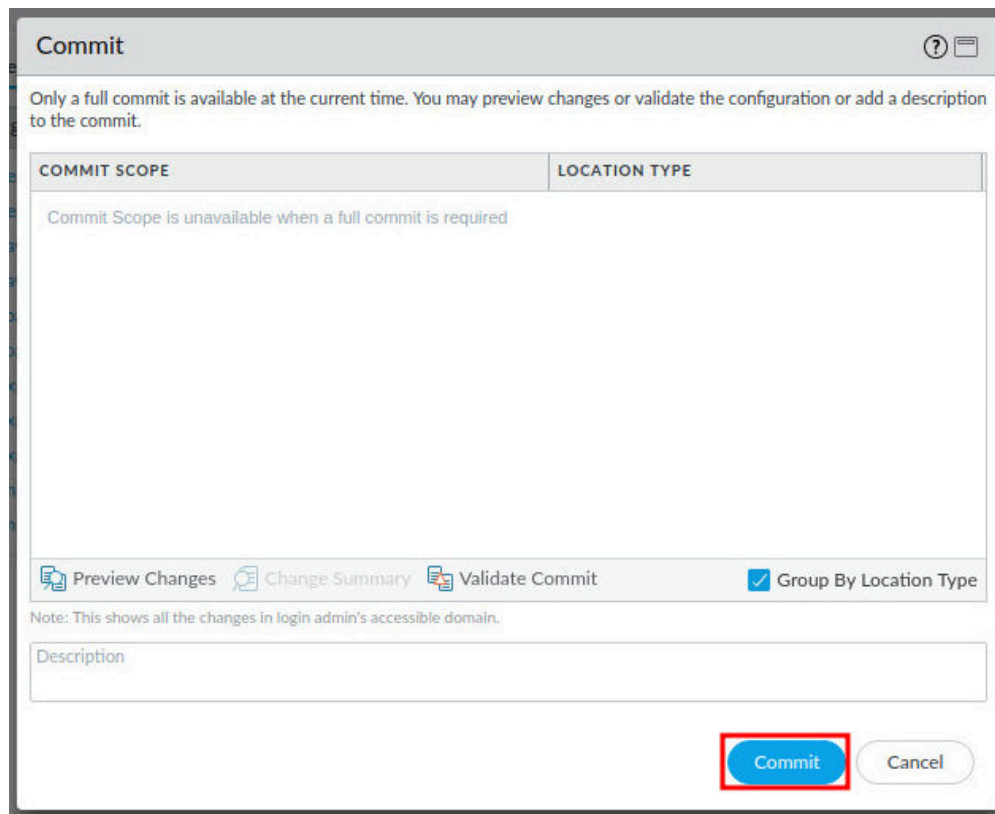 Commit
Only a full commit is available at the current time. You may preview changes or validate the configuration or add a description
to the commit.
COMMIT SCOPE LOCATION TYPE
Commit Scope is unavailable when a full commit is required
Preview Changes Change Summary Validate Commit Group By Location Type
Note: This shows all the changes in login admin's accessible domain.
Description
Commit Cancel